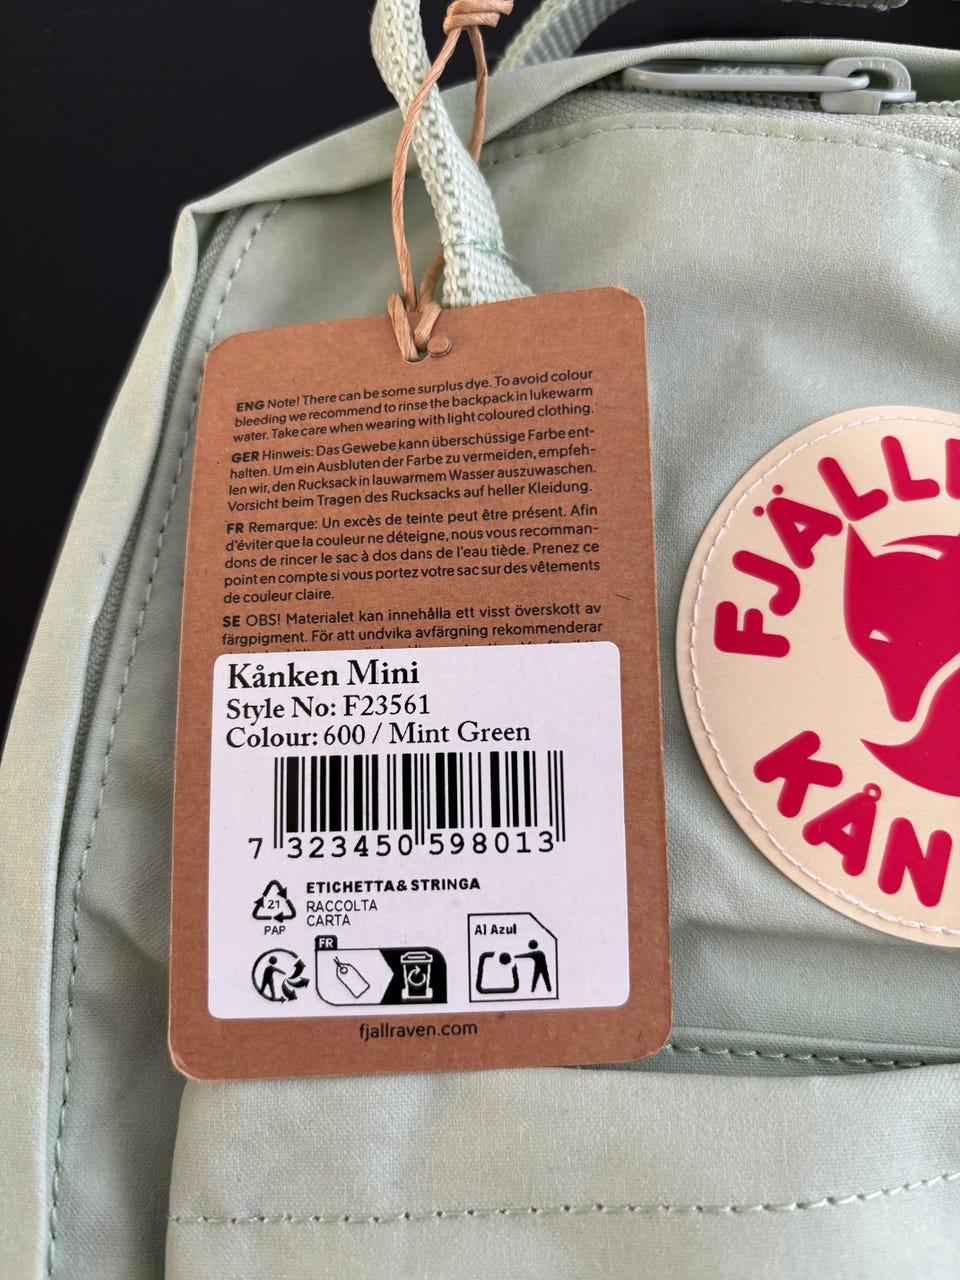 ENG Note! There can be some surplus dye. To avoid colour
bleeding we recommend to rinse the backpack in lukewarm
water. Take care when wearing with light coloured clothing.
GER Hinweis: Das Gewebe kann überschüssige Farbe ent-
halten. Um ein Ausbluten der Farbe zu vermeiden, empfeh-
len wir, den Rucksack in lauwarmem Wasser auszuwaschen.
Vorsicht beim Tragen des Rucksacks auf heller Kleidung.
FR Remarque: Un excès de teinte peut être présent. Afin
d'éviter que la couleur ne déteigne, nous vous recomman-
dons de rincer le sac à dos dans de l'eau tiède. Prenez ce
point en compte si vous portez votre sac sur des vêtements
de couleur claire.
SE OBS! Materialet kan innehålla ett visst överskott av
färgpigment. För att undvika avfärgning rekommenderar
Kånken Mini
Style No: F23561
Colour: 600 / Mint Green
7 323450 598013
21
PAP
ETICHETTA & STRINGA
RACCOLTA
CARTA
FR
Al Azul
fjallraven.com
FJÄLL
KÅN